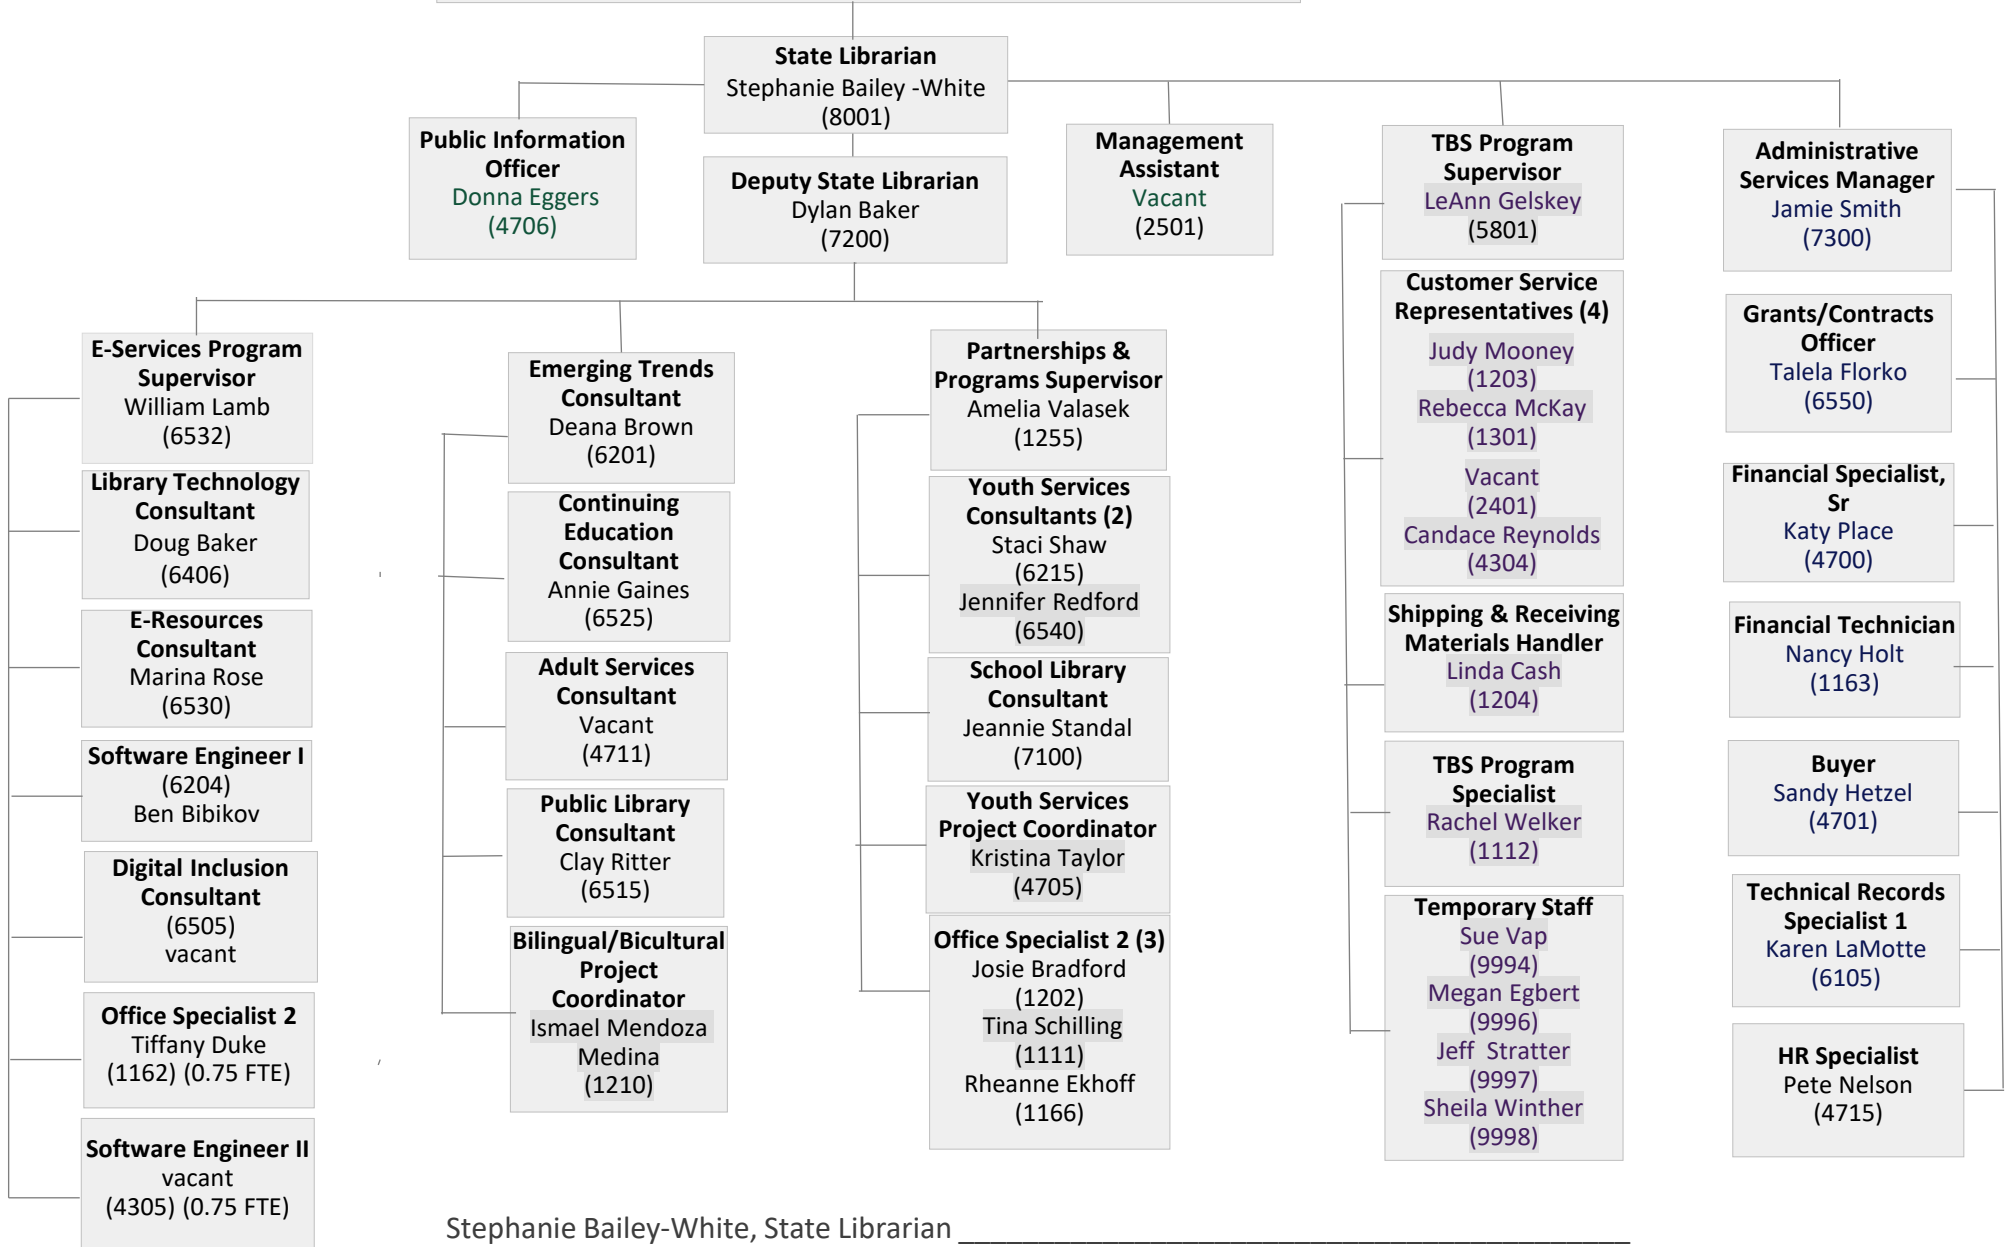 State Librarian
Stephanie Bailey -White
(8001)
Public Information
Officer
Donna Eggers
(4706)
Deputy State Librarian
Dylan Baker
(7200)
Management
Assistant
Vacant
(2501)
TBS Program
Supervisor
LeAnn Gelskey
(5801)
Administrative
Services Manager
Jamie Smith
(7300)
E-Services Program
Supervisor
William Lamb
(6532)
Library Technology
Consultant
Doug Baker
(6406)
E-Resources
Consultant
Marina Rose
(6530)
Software Engineer I
(6204)
Ben Bibikov
Digital Inclusion
Consultant
(6505)
vacant
Office Specialist 2
Tiffany Duke
(1162) (0.75 FTE)
Software Engineer II
vacant
(4305) (0.75 FTE)
Emerging Trends
Consultant
Deana Brown
(6201)
Continuing
Education
Consultant
Annie Gaines
(6525)
Adult Services
Consultant
Vacant
(4711)
Public Library
Consultant
Clay Ritter
(6515)
Bilingual/Bicultural
Project
Coordinator
Ismael Mendoza
Medina
(1210)
Partnerships &
Programs Supervisor
Amelia Valasek
(1255)
Youth Services
Consultants (2)
Staci Shaw
(6215)
Jennifer Redford
(6540)
School Library
Consultant
Jeannie Standal
(7100)
Youth Services
Project Coordinator
Kristina Taylor
(4705)
Office Specialist 2 (3)
Josie Bradford
(1202)
Tina Schilling
(1111)
Rheanne Ekhoff
(1166)
Customer Service
Representatives (4)
Judy Mooney
(1203)
Rebecca McKay
(1301)
Vacant
(2401)
Candace Reynolds
(4304)
Shipping & Receiving
Materials Handler
Linda Cash
(1204)
TBS Program
Specialist
Rachel Welker
(1112)
Temporary Staff
Sue Vap
(9994)
Megan Egbert
(9996)
Jeff  Stratter
(9997)
Sheila Winther
(9998)
Grants/Contracts
Officer
Talela Florko
(6550)
Financial Specialist,
Sr
Katy Place
(4700)
Financial Technician
Nancy Holt
(1163)
Buyer
Sandy Hetzel
(4701)
Technical Records
Specialist 1
Karen LaMotte
(6105)
HR Specialist
Pete Nelson
(4715)
Stephanie Bailey-White, State Librarian ________________________________________